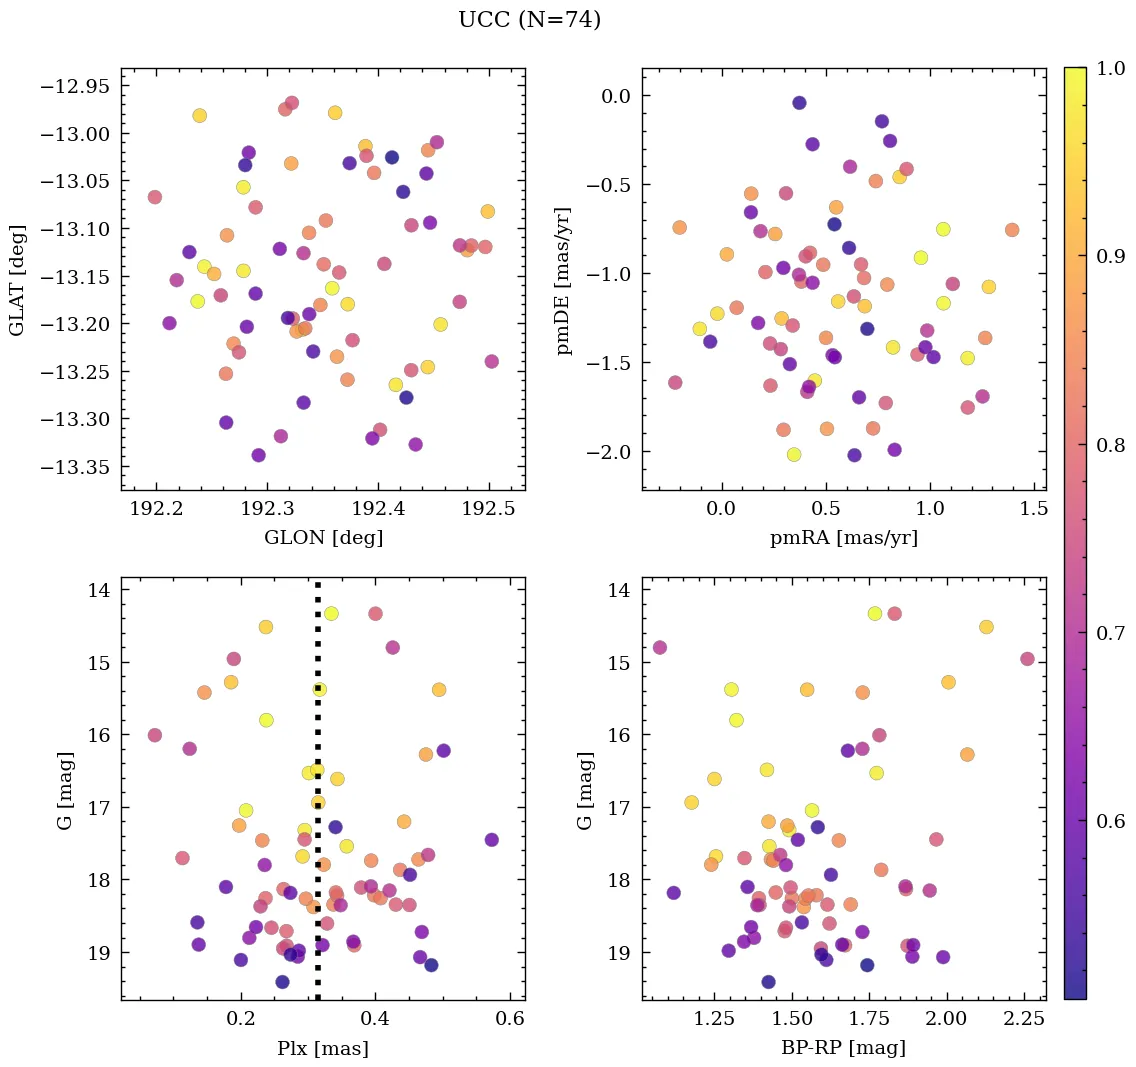 UCC (N=74)
−12.95
−13.00
−13.05
−13.10
−13.15
−13.20
−13.25
−13.30
−13.35
GLAT [deg]
192.2 192.3 192.4 192.5
GLON [deg]
0.0
−0.5
−1.0
−1.5
−2.0
pmDE [mas/yr]
0.0 0.5 1.0 1.5
pmRA [mas/yr]
1.0
0.9
0.8
0.7
0.6
14
15
16
17
18
19
G [mag]
0.2 0.4 0.6
Plx [mas]
14
15
16
17
18
19
G [mag]
1.25 1.50 1.75 2.00 2.25
BP-RP [mag]